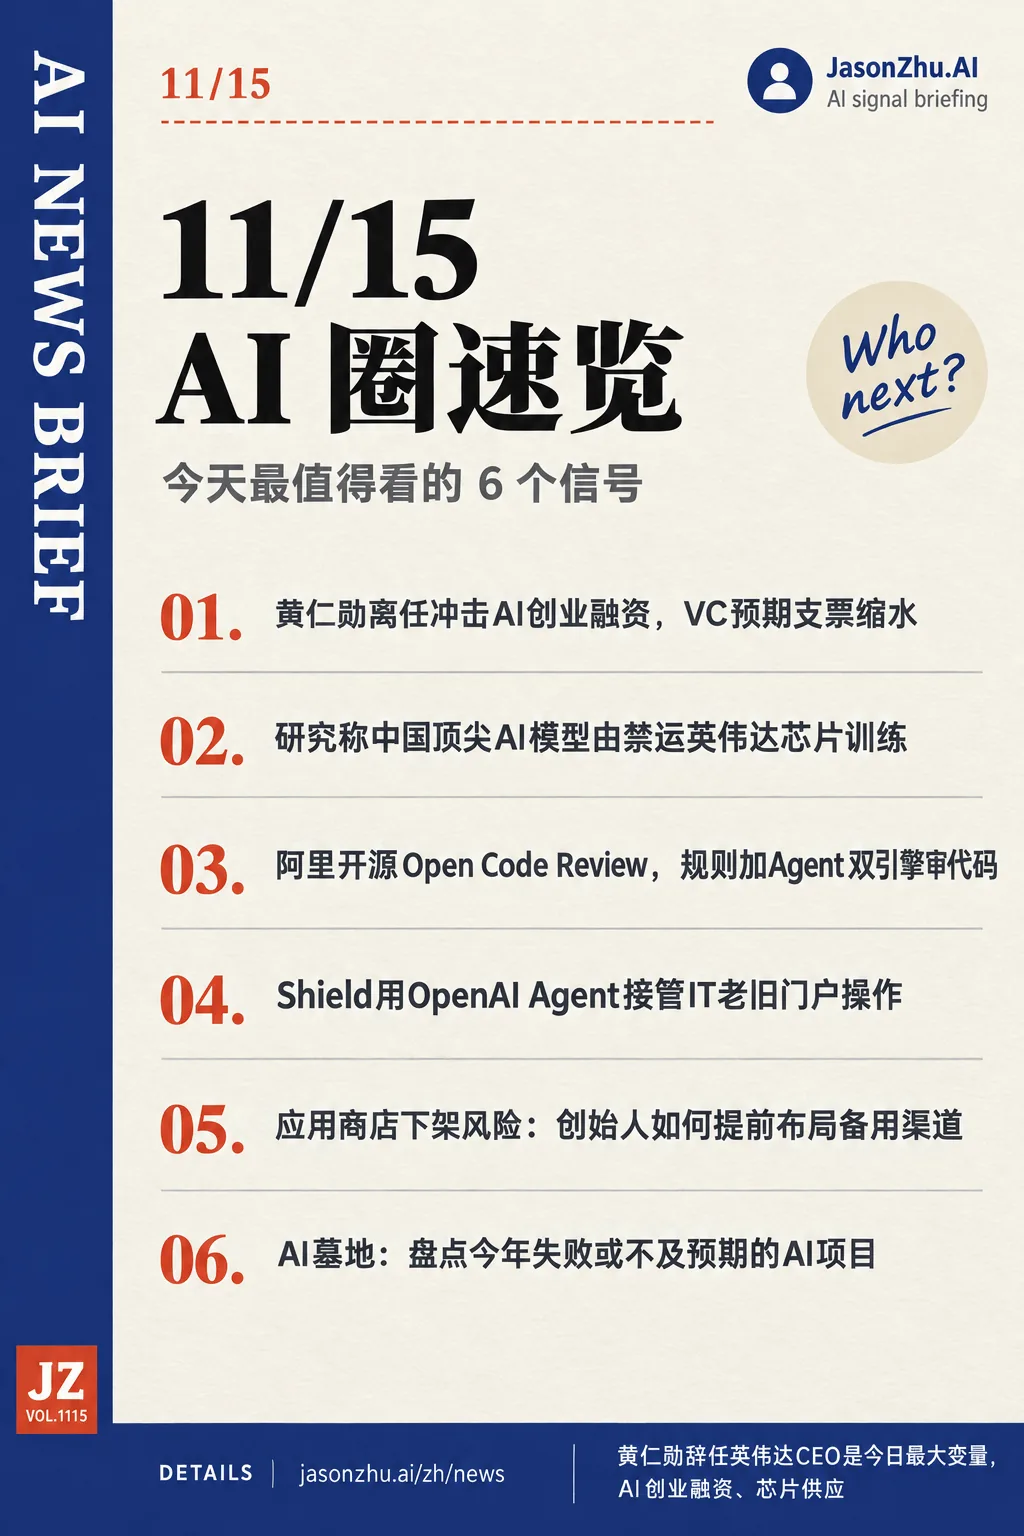 AI NEWS BRIEF
11/15
JasonZhu.AI
AI signal briefing
11/15
AI 圈速览
Who
next?
今天最值得看的 6 个信号
01. 黄仁勋离任冲击AI创业融资，VC预期支票缩水
02. 研究称中国顶尖AI模型由禁运英伟达芯片训练
03. 阿里开源Open Code Review，规则加Agent双引擎审代码
04. Shield用OpenAI Agent接管IT老旧门户操作
05. 应用商店下架风险：创始人如何提前布局备用渠道
06. AI墓地：盘点今年失败或不及预期的AI项目
JZ
VOL.1115
DETAILS | jasonzhu.ai/zh/news
黄仁勋辞任英伟达CEO是今日最大变量，
AI创业融资、芯片供应